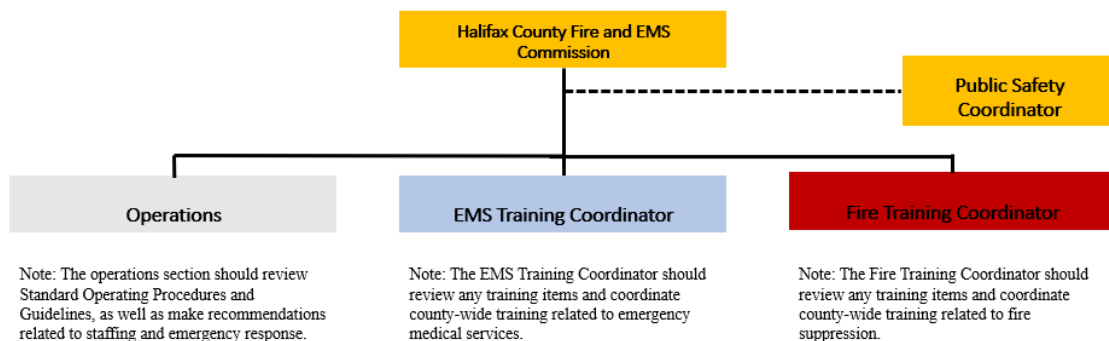 Halifax County Fire and EMS
Commission
Public Safety
Coordinator
Operations
EMS Training Coordinator
Fire Training Coordinator
Note: The operations section should review
Standard Operating Procedures and
Guidelines, as well as make recommendations
related to staffing and emergency response.
Note: The EMS Training Coordinator should
review any training items and coordinate
county-wide training related to emergency
medical services.
Note: The Fire Training Coordinator should
review any training items and coordinate
county-wide training related to fire
suppression.